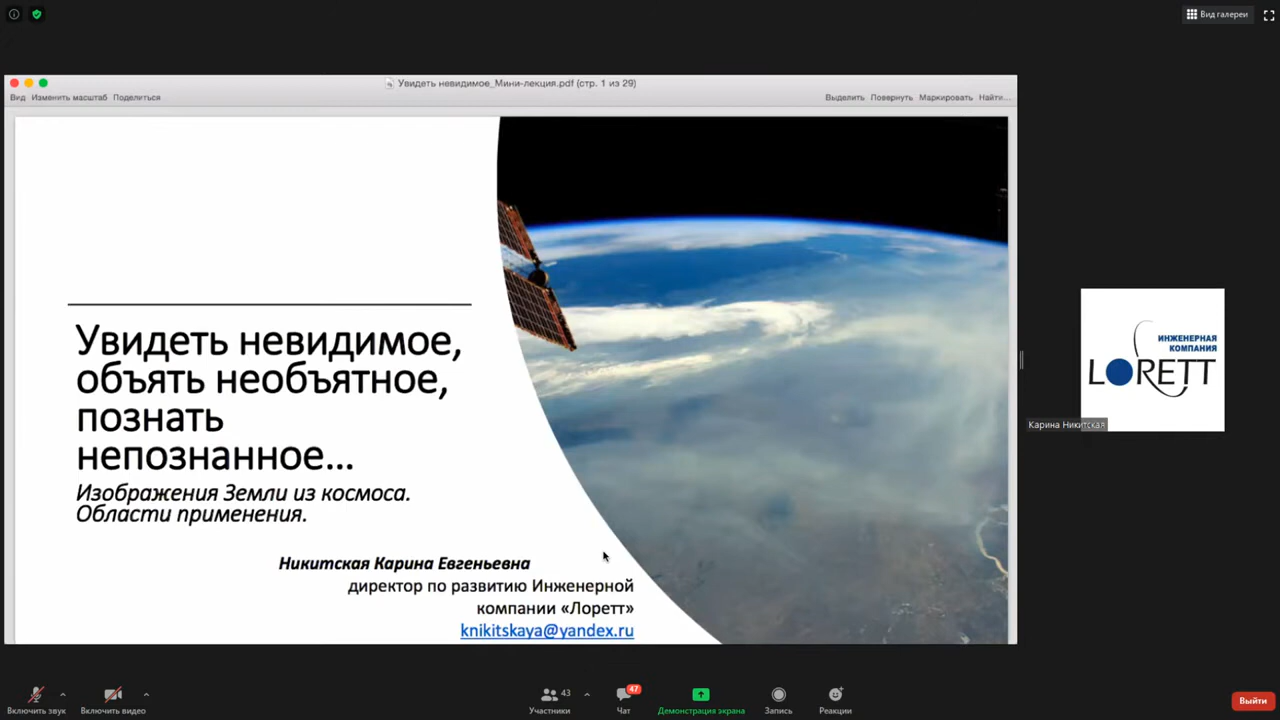 Вид галереи
Увидеть невидимое_Мини-лекция.pdf (стр. 1 из 29)
Вид Изменить масштаб Поделиться
Выделить Повернуть Маркировать Найти...
Увидеть невидимое,
объять необъятное,
познать
непознанное...
Изображения Земли из космоса.
Области применения.
Никитская Карина Евгеньевна
директор по развитию Инженерной
компании «Лоретт»
knikitskaya@yandex.ru
ИНЖЕНЕРНАЯ
КОМПАНИЯ
LORETT
Карина Никитская
43
47
Включить звук
Включить видео
Участники
Чат
Демонстрация экрана
Запись
Реакции
Выйти